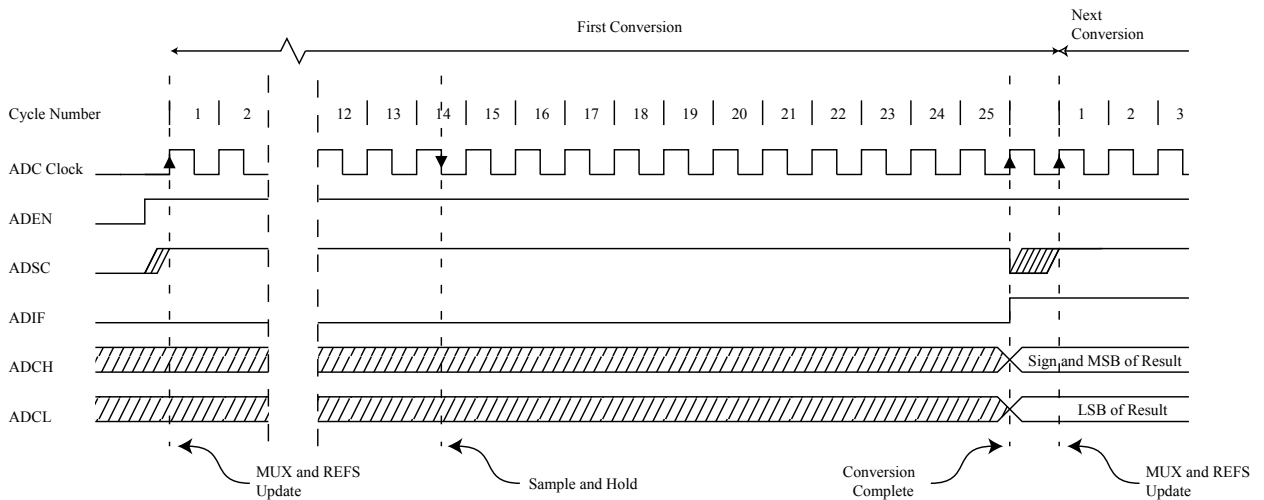 First Conversion
Next
Conversion
Cycle Number 1 2 12 13 14 15 16 17 18 19 20 21 22 23 24 25 1 2 3
ADC Clock
ADEN
ADSC
ADIF
ADCH Sign and MSB of Result
ADCL LSB of Result
MUX and REFS
Update
Sample and Hold
Conversion
Complete
MUX and REFS
Update